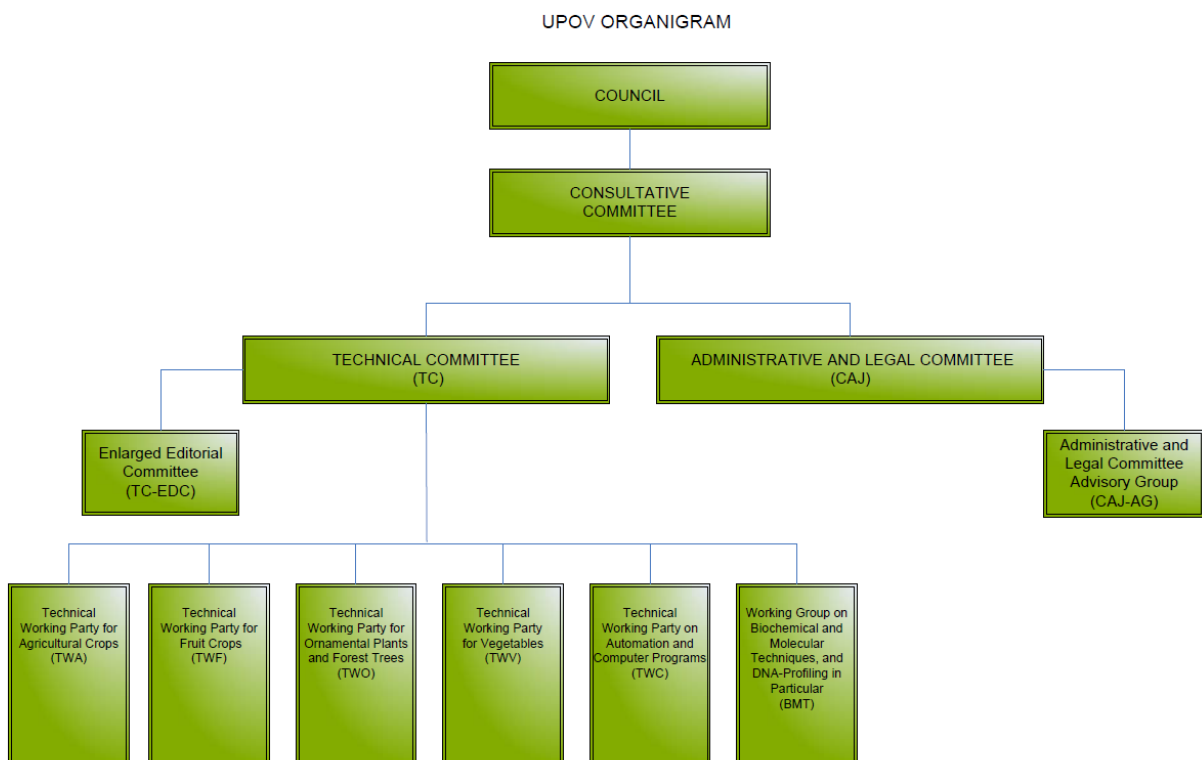 UPOV ORGANIGRAM
COUNCIL
CONSULTATIVE
COMMITTEE
TECHNICAL COMMITTEE
(TC)
ADMINISTRATIVE AND LEGAL COMMITTEE
(CAJ)
Enlarged Editorial
Committee
(TC-EDC)
Administrative and
Legal Committee
Advisory Group
(CAJ-AG)
Technical
Working Party for
Agricultural Crops
(TWA)
Technical
Working Party for
Fruit Crops
(TWF)
Technical
Working Party for
Ornamental Plants
and Forest Trees
(TWO)
Technical
Working Party
for Vegetables
(TWV)
Technical
Working Party on
Automation and
Computer Programs
(TWC)
Working Group on
Biochemical and
Molecular
Techniques, and
DNA-Profiling in
Particular
(BMT)